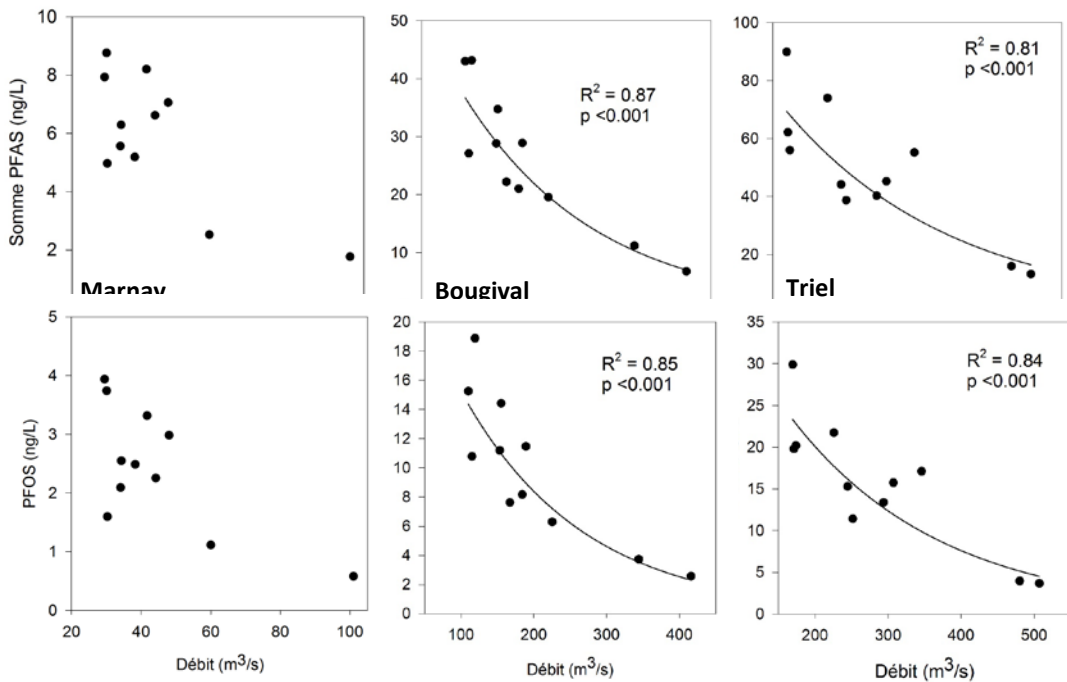 Somme PFAS (ng/L)
10
8
6
4
2
Marnay
50
40
30
20
10
R² = 0.87
p <0.001
Bougival
100
80
60
40
20
R² = 0.81
p <0.001
Triel
PFOS (ng/L)
5
4
3
2
1
0
20 40 60 80 100
Débit (m³/s)
20
18
16
14
12
10
8
6
4
2
0
R² = 0.85
p <0.001
100 200 300 400
Débit (m³/s)
35
30
25
20
15
10
5
0
R² = 0.84
p <0.001
200 300 400 500
Débit (m³/s)